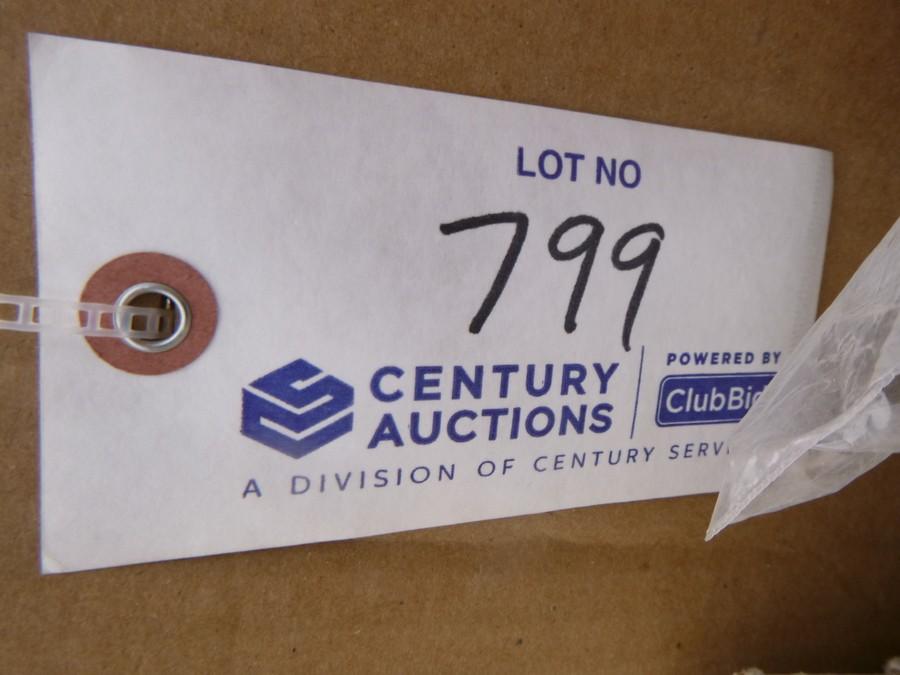 LOT NO
799
CENTURY
AUCTIONS
POWERED BY
A DIVISION OF CENTURY